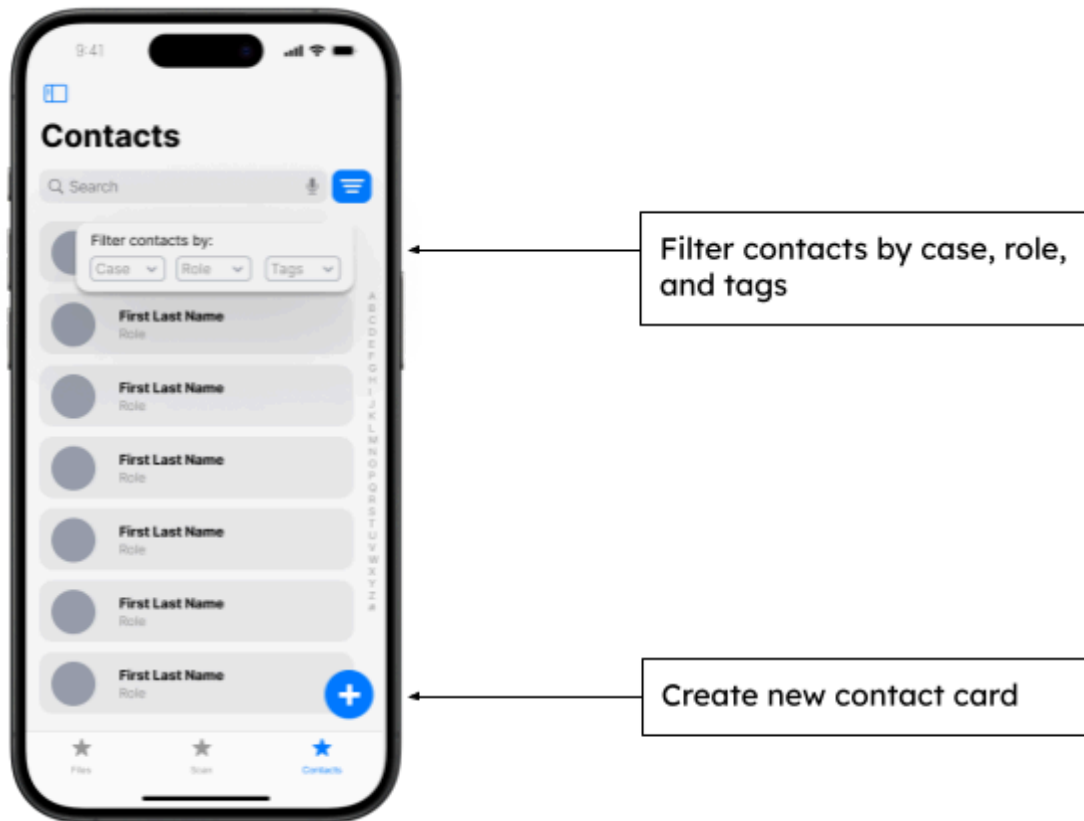 9:41
Contacts
Search
Filter contacts by:
Case Role Tags
First Last Name
Role
First Last Name
Role
First Last Name
Role
First Last Name
Role
First Last Name
Role
First Last Name
Role
A
B
C
D
E
F
G
H
I
J
K
L
M
N
O
P
Q
R
S
T
U
V
W
X
Y
Z
#
Files Scan Contacts
Filter contacts by case, role,
and tags
Create new contact card